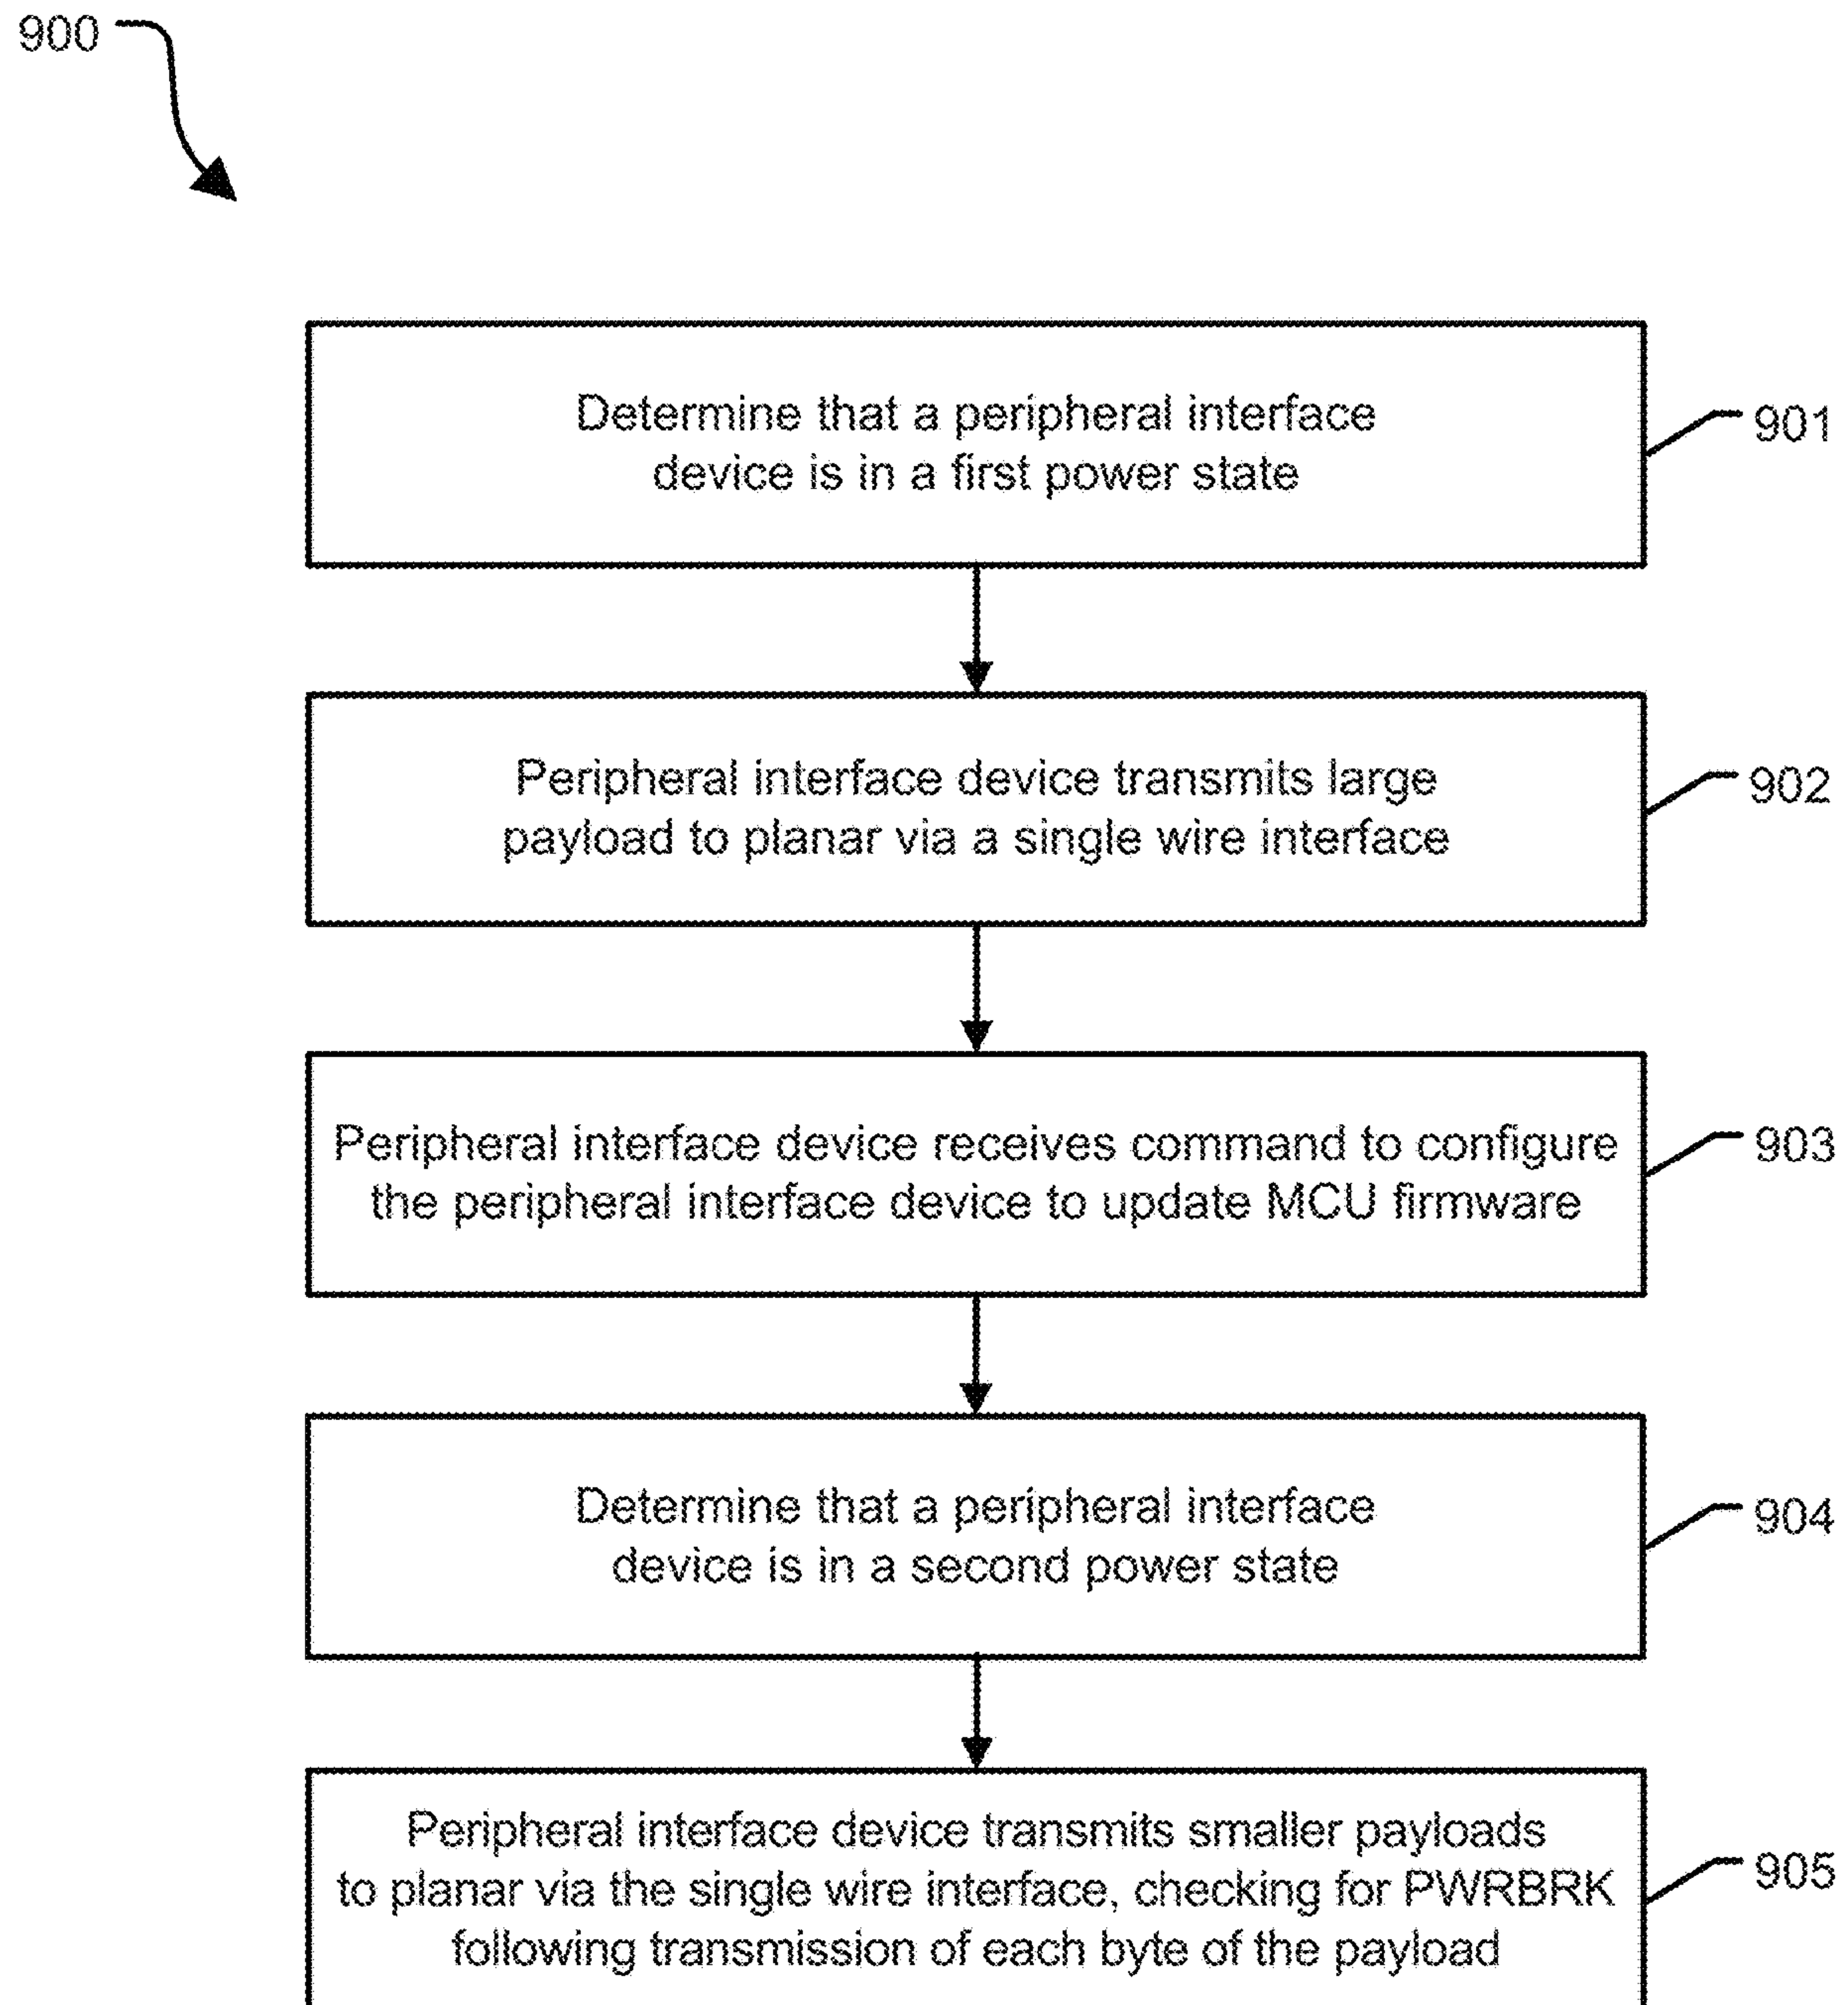 900
Determine that a peripheral interface
device is in a first power state
901
Peripheral interface device transmits large
payload to planar via a single wire interface
902
Peripheral interface device receives command to configure
the peripheral interface device to update MCU firmware
903
Determine that a peripheral interface
device is in a second power state
904
Peripheral interface device transmits smaller payloads
to planar via the single wire interface, checking for PWRBRK
following transmission of each byte of the payload
905